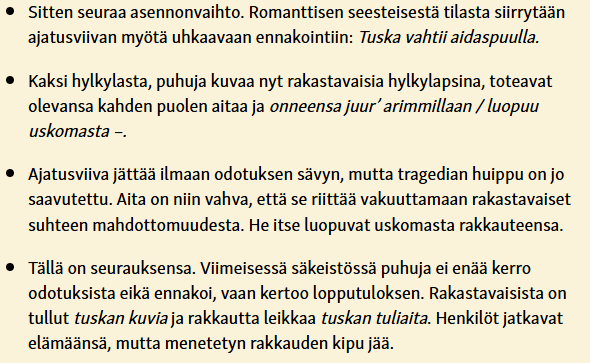 • Sitten seuraa asennonvaihto. Romanttisen seesteisestä tilasta siirrytään
ajatusviivan myötä uhkaavaan ennakointiin: Tuska vahtii aidaspuulla.
• Kaksi hylkylasta, puhuja kuvaa nyt rakastavaisia hylkylapsina, toteavat
olevansa kahden puolen aitaa ja onneensa juur’ arimmillaan / luopuu
uskomasta –.
• Ajatusviiva jättää ilmaan odotuksen sävyn, mutta tragedian huippu on jo
saavutettu. Aita on niin vahva, että se riittää vakuuttamaan rakastavaiset
suhteen mahdottomuudesta. He itse luopuvat uskomasta rakkauteensa.
• Tällä on seurauksensa. Viimeisessä säkeistössä puhuja ei enää kerro
odotuksista eikä ennakoi, vaan kertoo lopputuloksen. Rakastavaisista on
tullut tuskan kuvia ja rakkautta leikkaa tuskan tuliaita. Henkilöt jatkavat
elämäänsä, mutta menetetyn rakkauden kipu jää.